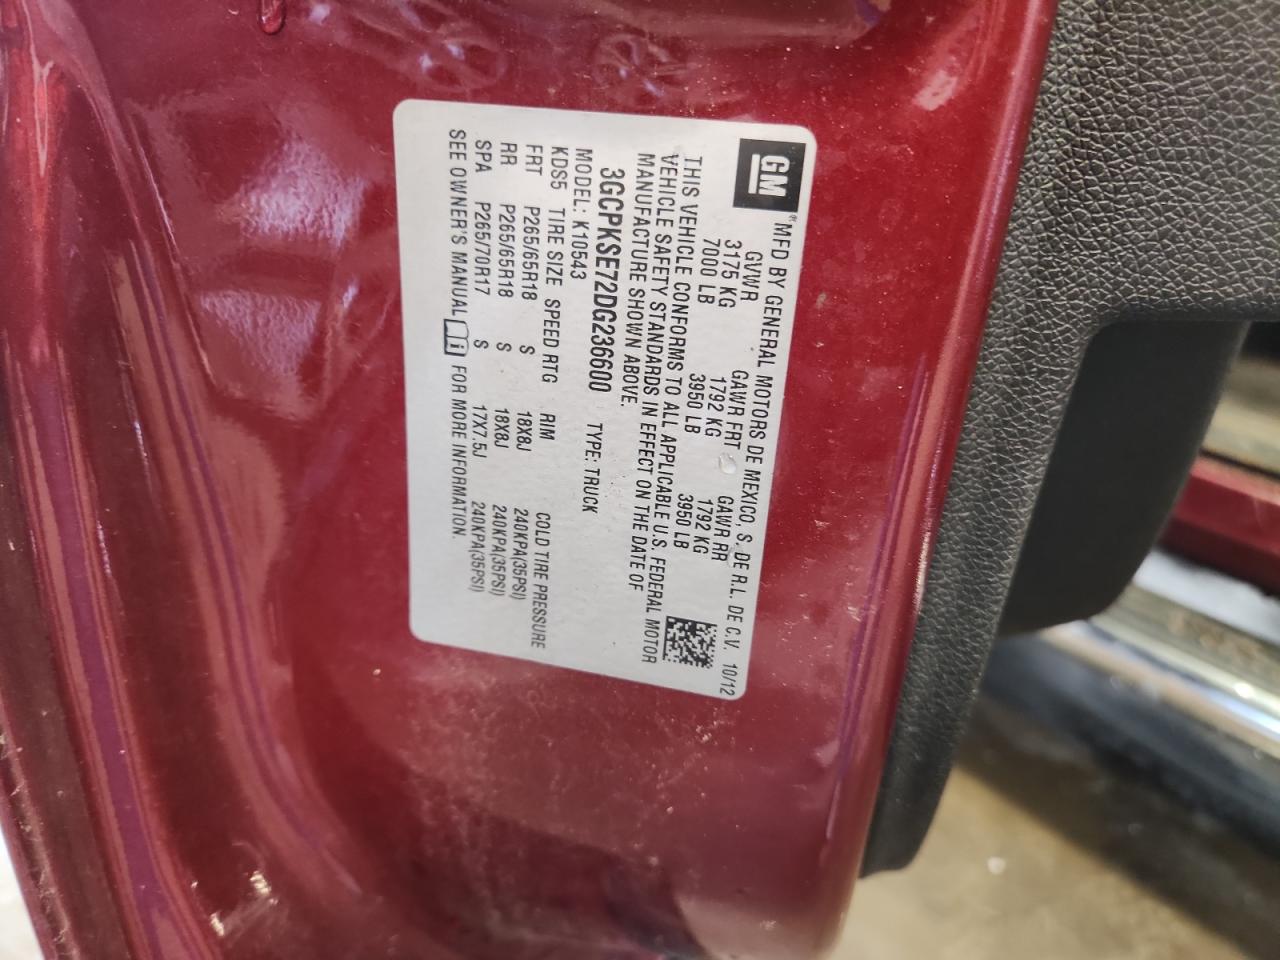 GM® MFD BY GENERAL MOTORS DE MEXICO, S. DE R.L. DE C.V. 10/12
GVWR GAWR FRT GAWR RR
3175 KG 1792 KG 1792 KG
7000 LB 3950 LB 3950 LB
THIS VEHICLE CONFORMS TO ALL APPLICABLE U.S. FEDERAL MOTOR
VEHICLE SAFETY STANDARDS IN EFFECT ON THE DATE OF
MANUFACTURE SHOWN ABOVE.
3GCPKSE72DG236600 TYPE: TRUCK
MODEL: K10543
KDS5 TIRE SIZE SPEED RTG RIM COLD TIRE PRESSURE
FRT P265/65R18 S 18X8J 240KPA(35PSI)
RR P265/65R18 S 18X8J 240KPA(35PSI)
SPA P265/70R17 S 17X7.5J 240KPA(35PSI)
SEE OWNER'S MANUAL i FOR MORE INFORMATION.